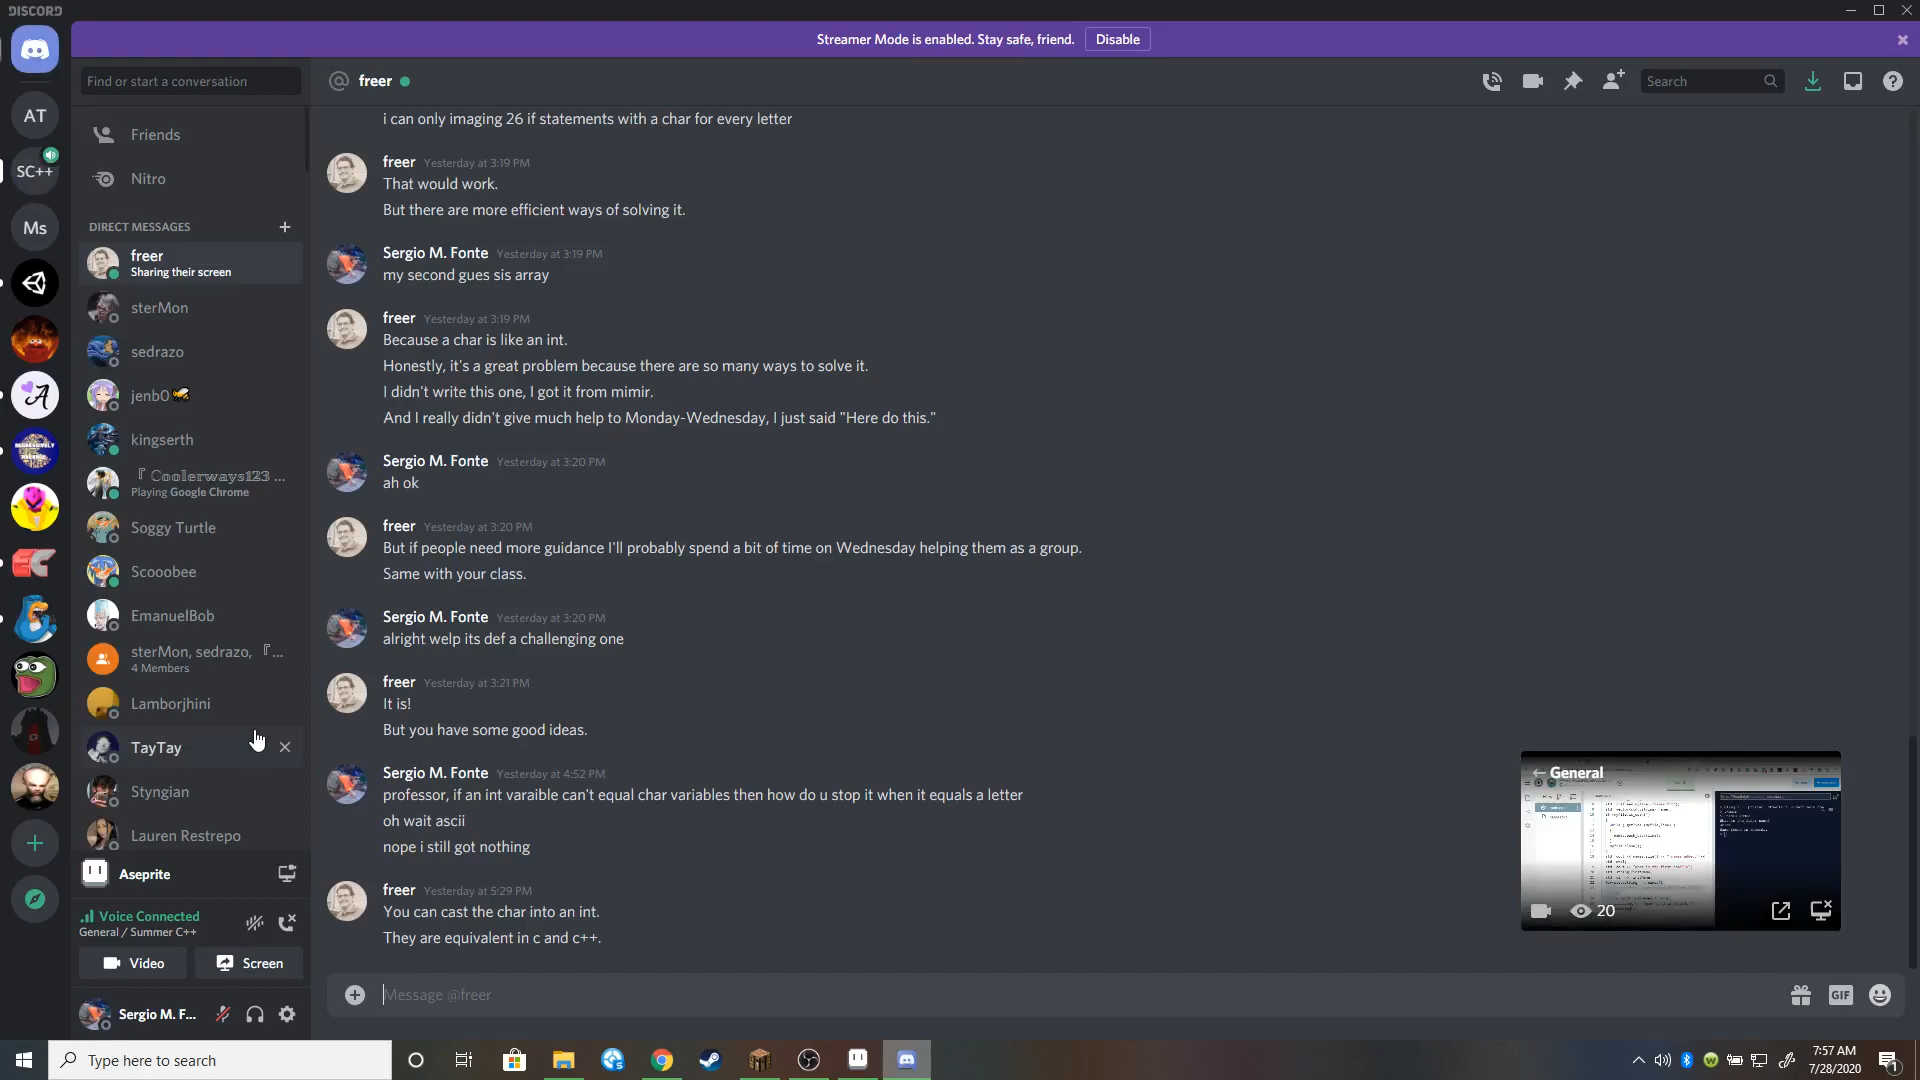 DISCORD
Streamer Mode is enabled. Stay safe, friend.
Disable
Find or start a conversation
freer
Search
AT
SC++
Ms
Friends
Nitro
DIRECT MESSAGES
freer
Sharing their screen
sterMon
sedrazo
jenb0
kingserth
『 ℂ𝕠𝕠𝕝𝕖𝕣𝕨𝕒𝕪𝕤𝟙𝟚𝟛 ...
Playing Google Chrome
Soggy Turtle
Scooobee
EmanuelBob
sterMon, sedrazo, 『...
4 Members
Lamborjhini
TayTay
Styngian
Lauren Restrepo
Aseprite
Voice Connected
General / Summer C++
Video
Screen
Sergio M. F...
i can only imaging 26 if statements with a char for every letter
freer Yesterday at 3:19 PM
That would work.
But there are more efficient ways of solving it.
Sergio M. Fonte Yesterday at 3:19 PM
my second gues sis array
freer Yesterday at 3:19 PM
Because a char is like an int.
Honestly, it's a great problem because there are so many ways to solve it.
I didn't write this one, I got it from mimir.
And I really didn't give much help to Monday-Wednesday, I just said "Here do this."
Sergio M. Fonte Yesterday at 3:20 PM
ah ok
freer Yesterday at 3:20 PM
But if people need more guidance I'll probably spend a bit of time on Wednesday helping them as a group.
Same with your class.
Sergio M. Fonte Yesterday at 3:20 PM
alright welp its def a challenging one
freer Yesterday at 3:21 PM
It is!
But you have some good ideas.
Sergio M. Fonte Yesterday at 4:52 PM
professor, if an int varaible can't equal char variables then how do u stop it when it equals a letter
oh wait ascii
nope i still got nothing
freer Yesterday at 5:29 PM
You can cast the char into an int.
They are equivalent in c and c++.
General
20
Message @freer
GIF
Type here to search
7:57 AM
7/28/2020